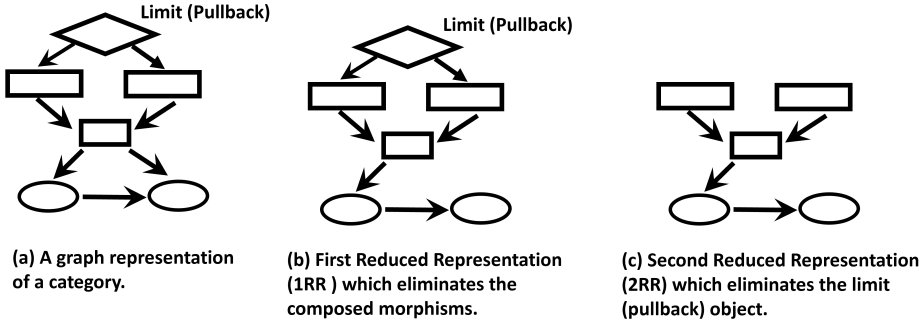 Limit (Pullback)
Limit (Pullback)
(a) A graph representation
of a category.
(b) First Reduced Representation
(1RR ) which eliminates the
composed morphisms.
(c) Second Reduced Representation
(2RR) which eliminates the limit
(pullback) object.